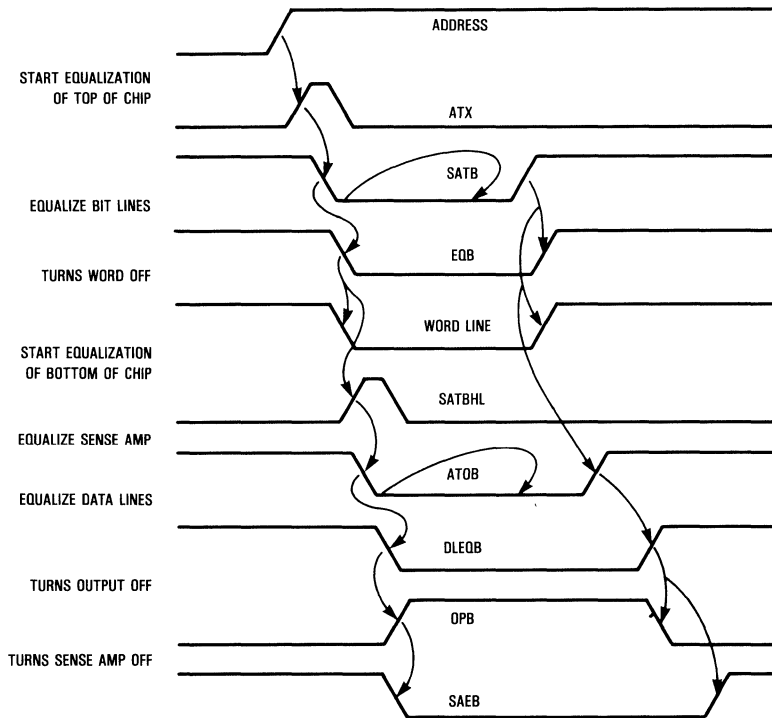 ADDRESS
START EQUALIZATION
OF TOP OF CHIP
ATX
SATB
EQUALIZE BIT LINES
EQB
TURNS WORD OFF
WORD LINE
START EQUALIZATION
OF BOTTOM OF CHIP
SATBHL
EQUALIZE SENSE AMP
ATOB
EQUALIZE DATA LINES
DLEQB
TURNS OUTPUT OFF
OPB
TURNS SENSE AMP OFF
SAEB